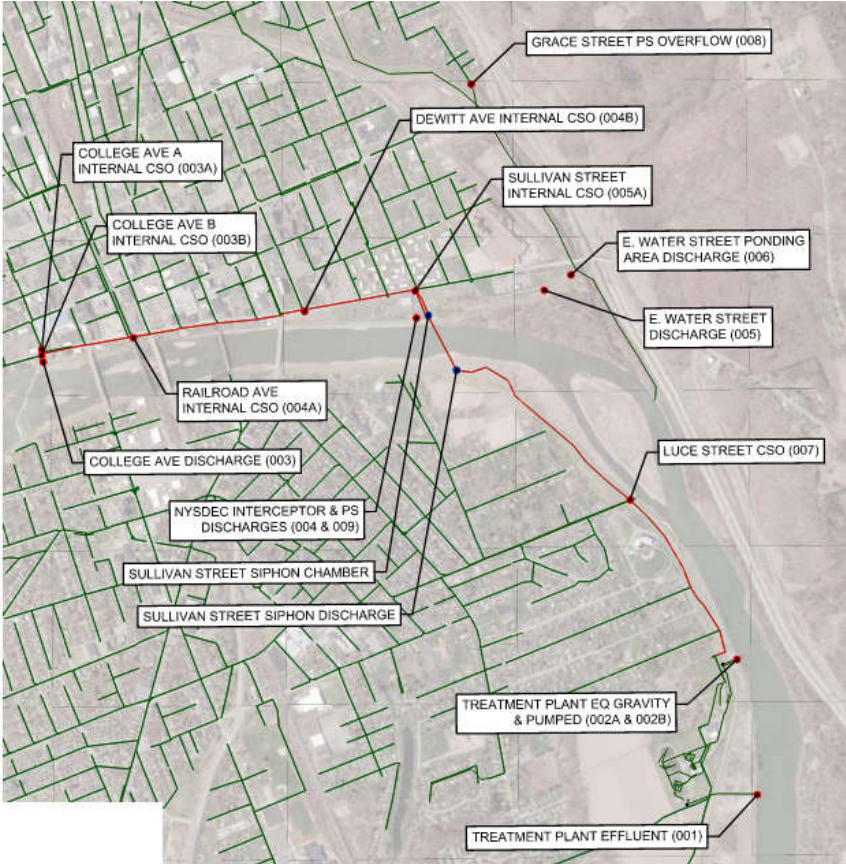 GRACE STREET PS OVERFLOW (008)
DEWITT AVE INTERNAL CSO (004B)
COLLEGE AVE A
INTERNAL CSO (003A)
SULLIVAN STREET
INTERNAL CSO (005A)
COLLEGE AVE B
INTERNAL CSO (003B)
E. WATER STREET PONDING
AREA DISCHARGE (006)
E. WATER STREET
DISCHARGE (005)
RAILROAD AVE
INTERNAL CSO (004A)
COLLEGE AVE DISCHARGE (003)
LUCE STREET CSO (007)
NYSDEC INTERCEPTOR & PS
DISCHARGES (004 & 009)
SULLIVAN STREET SIPHON CHAMBER
SULLIVAN STREET SIPHON DISCHARGE
TREATMENT PLANT EQ GRAVITY
& PUMPED (002A & 002B)
TREATMENT PLANT EFFLUENT (001)